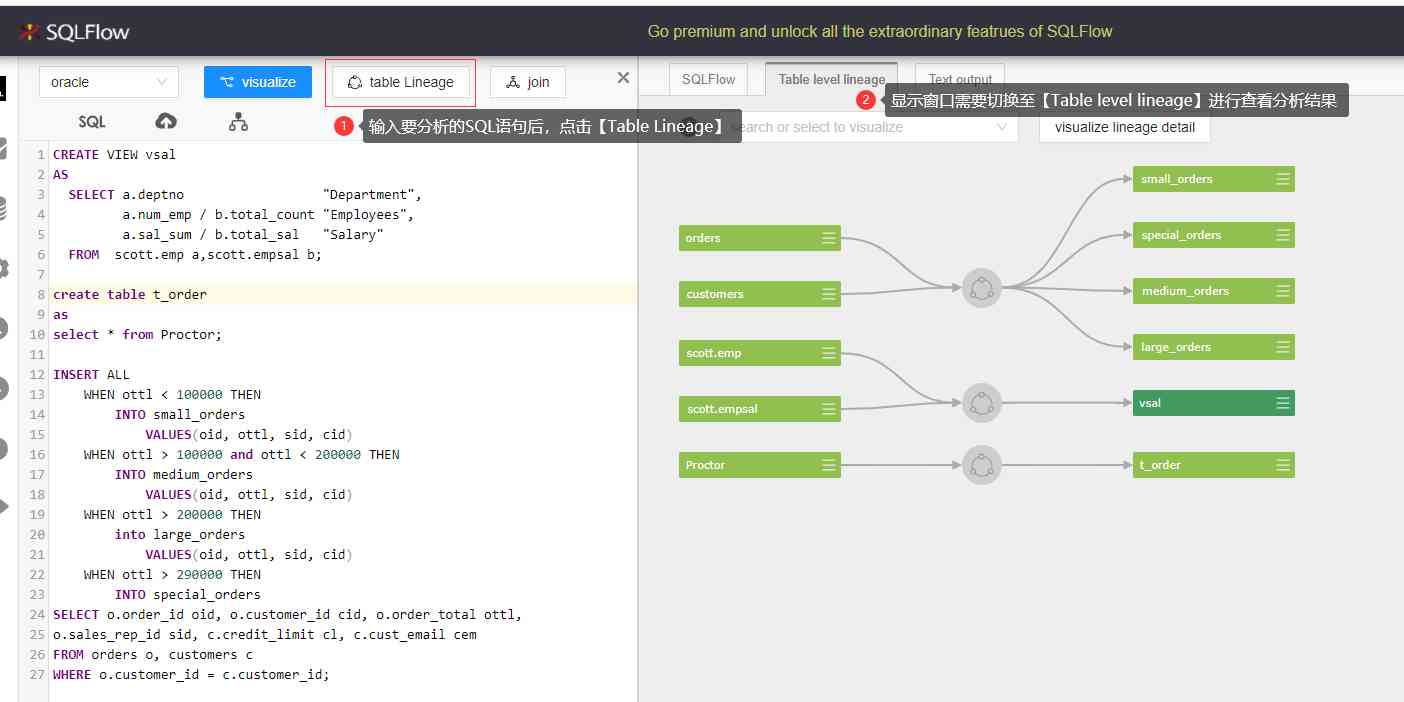 SQLFlow
Go premium and unlock all the extraordinary featrues of SQLFlow
oracle
visualize
table Lineage
join
SQLFlow
Table level lineage
Text output
2
显示窗口需要切换至【Table level lineage】进行查看分析结果
SQL
1
输入要分析的SQL语句后，点击【Table Lineage】
earch or select to visualize
visualize lineage detail
1 CREATE VIEW vsal
2 AS
3 SELECT a.deptno "Department",
4 a.num_emp / b.total_count "Employees",
5 a.sal_sum / b.total_sal "Salary"
6 FROM scott.emp a,scott.empsal b;
7
8 create table t_order
9 as
10 select * from Proctor;
11
12 INSERT ALL
13 WHEN ottl < 100000 THEN
14 INTO small_orders
15 VALUES(oid, ottl, sid, cid)
16 WHEN ottl > 100000 and ottl < 200000 THEN
17 INTO medium_orders
18 VALUES(oid, ottl, sid, cid)
19 WHEN ottl > 200000 THEN
20 into large_orders
21 VALUES(oid, ottl, sid, cid)
22 WHEN ottl > 290000 THEN
23 INTO special_orders
24 SELECT o.order_id oid, o.customer_id cid, o.order_total ottl,
25 o.sales_rep_id sid, c.credit_limit cl, c.cust_email cem
26 FROM orders o, customers c
27 WHERE o.customer_id = c.customer_id;
orders
customers
scott.emp
scott.empsal
Proctor
small_orders
special_orders
medium_orders
large_orders
vsal
t_order